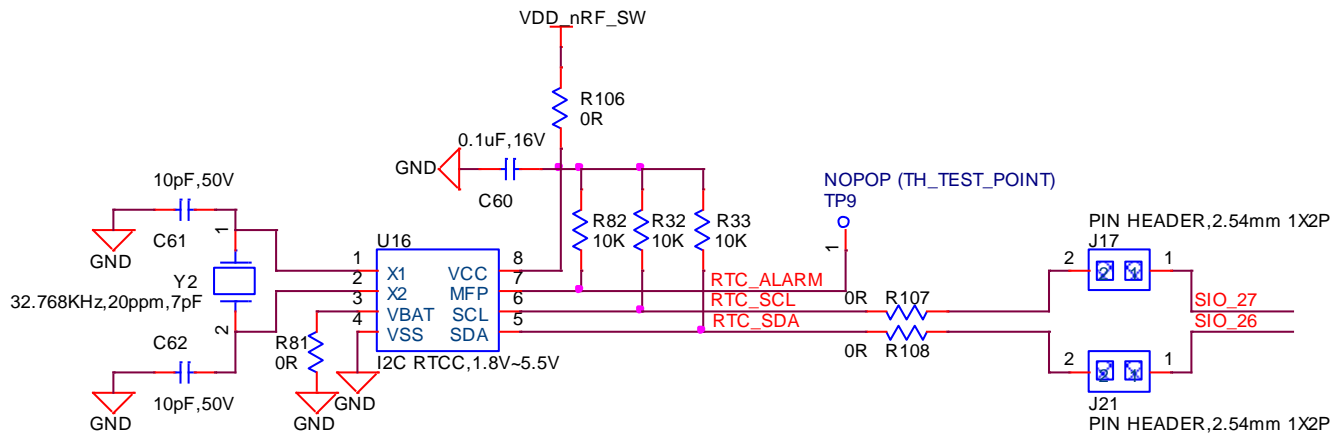 VDD_nRF_SW
R106
0R
0.1uF,16V
GND
C60
10pF,50V
C61
GND
1
Y2
32.768KHz,20ppm,7pF
2
C62
10pF,50V
GND
U16
1
2
3
4
X1
X2
VBAT
VSS
VCC
MFP
SCL
SDA
8
7
6
5
I2C RTCC,1.8V~5.5V
R81
0R
GND
GND
R82
10K
R32
10K
R33
10K
RTC_ALARM
RTC_SCL
RTC_SDA
NOPOP (TH_TEST_POINT)
TP9
1
0R
R107
0R
R108
PIN HEADER,2.54mm 1X2P
J17
2
2
1
1
SIO_27
SIO_26
2
2
1
1
J21
PIN HEADER,2.54mm 1X2P